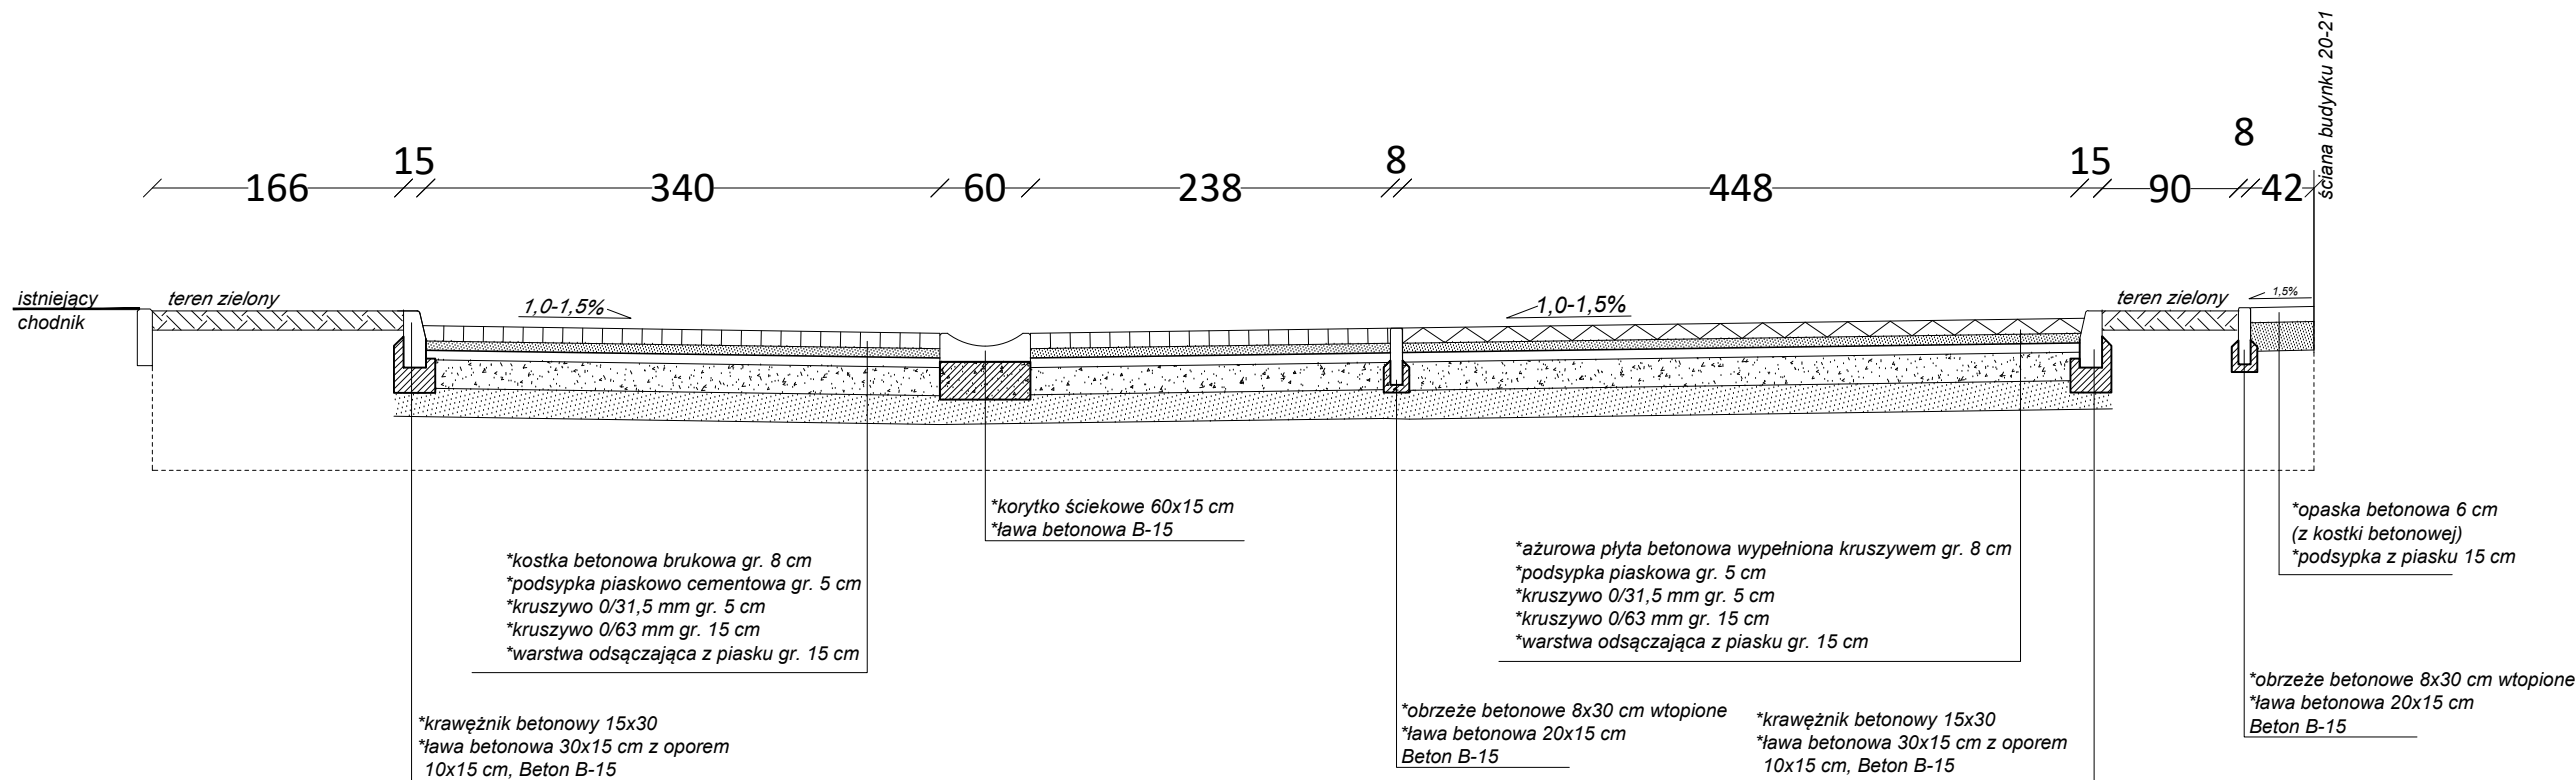 ściana budynku 20-21
166
15
340
60
238
8
448
15
90
8
42
istniejący
chodnik
teren zielony
1,0-1,5%
1,0-1,5%
teren zielony
1,5%
*korytko ściekowe 60x15 cm
*ława betonowa B-15
*kostka betonowa brukowa gr. 8 cm
*podsypka piaskowo cementowa gr. 5 cm
*kruszywo 0/31,5 mm gr. 5 cm
*kruszywo 0/63 mm gr. 15 cm
*warstwa odsączająca z piasku gr. 15 cm
*ażurowa płyta betonowa wypełniona kruszywem gr. 8 cm
*podsypka piaskowa gr. 5 cm
*kruszywo 0/31,5 mm gr. 5 cm
*kruszywo 0/63 mm gr. 15 cm
*warstwa odsączająca z piasku gr. 15 cm
*opaska betonowa 6 cm
(z kostki betonowej)
*podsypka z piasku 15 cm
*krawężnik betonowy 15x30
*ława betonowa 30x15 cm z oporem
10x15 cm, Beton B-15
*obrzeże betonowe 8x30 cm wtopione
*ława betonowa 20x15 cm
Beton B-15
*krawężnik betonowy 15x30
*ława betonowa 30x15 cm z oporem
10x15 cm, Beton B-15
*obrzeże betonowe 8x30 cm wtopione
*ława betonowa 20x15 cm
Beton B-15